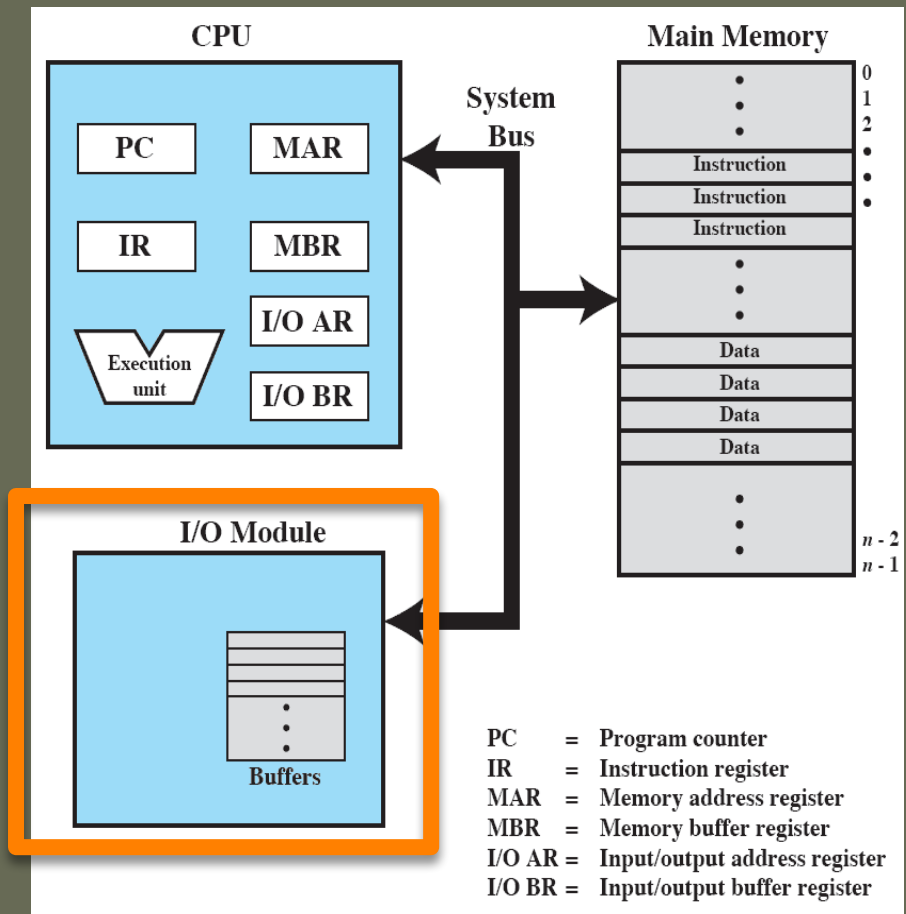 CPU
PC
MAR
IR
MBR
I/O AR
I/O BR
Execution
unit
System
Bus
Main Memory
0
1
2
Instruction
Instruction
Instruction
Data
Data
Data
Data
n - 2
n - 1
I/O Module
Buffers
PC = Program counter
IR = Instruction register
MAR = Memory address register
MBR = Memory buffer register
I/O AR = Input/output address register
I/O BR = Input/output buffer register